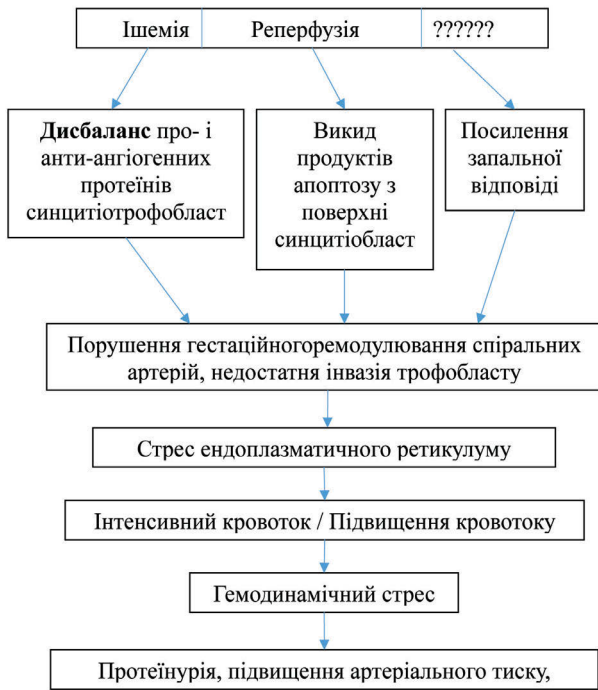 Ішемія Реперфузія ??????
Дисбаланс про- і
анти-ангіогенних
протеїнів
синцитіотрофобласт
Викид
продуктів
апоптозу з
поверхні
синцитіобласт
Посилення
запальної
відповіді
Порушення гестаційногоремодулювання спіральних
артерій, недостатня інвазія трофобласту
Стрес ендоплазматичного ретикулуму
Інтенсивний кровоток / Підвищення кровотоку
Гемодинамічний стрес
Протеїнурія, підвищення артеріального тиску,